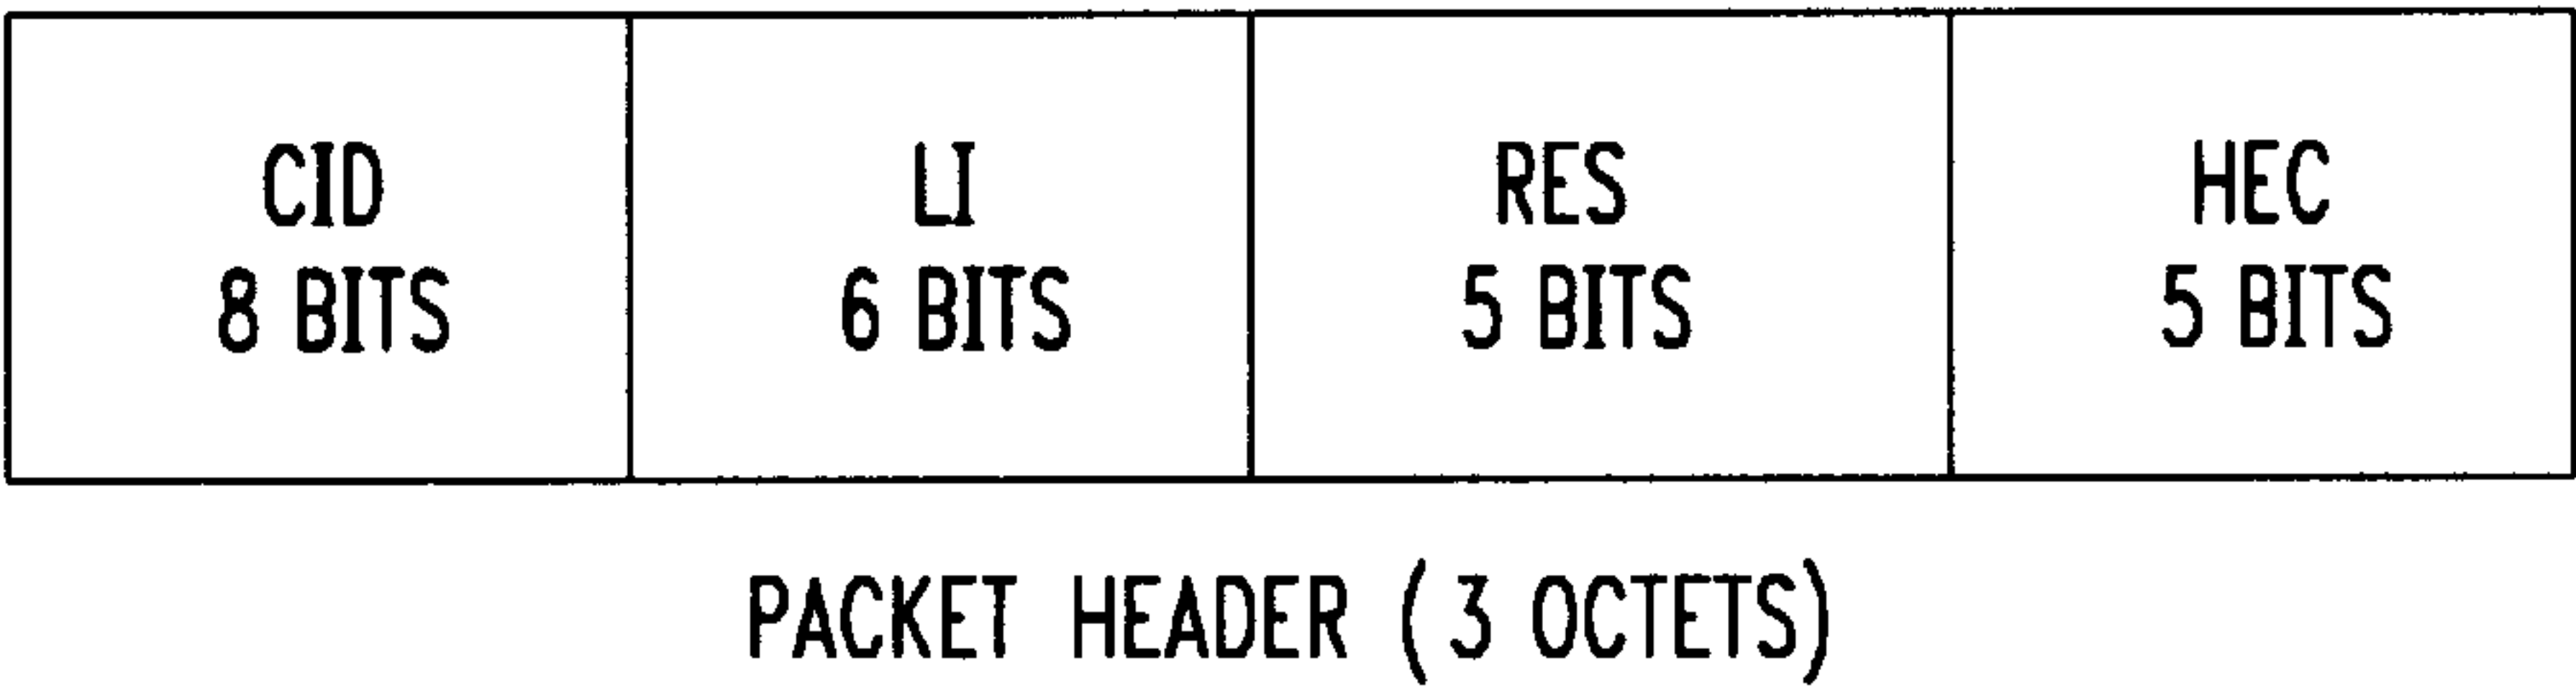 CID
8 BITS
LI
6 BITS
RES
5 BITS
HEC
5 BITS
PACKET HEADER (3 OCTETS)